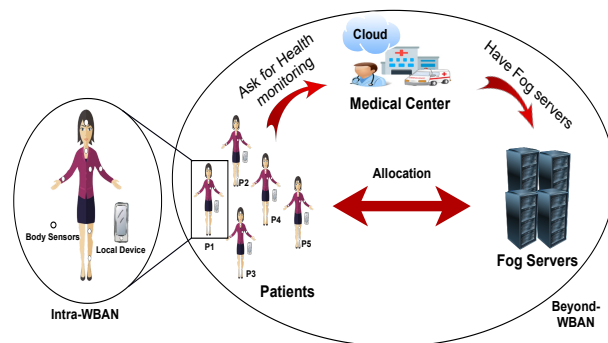 Cloud
Ask for Health
monitoring
Have Fog servers
Medical Center
P2
Allocation
P4
Body Sensors
Local Device
P1
P5
P3
Fog Servers
Patients
Intra-WBAN
Beyond-
WBAN